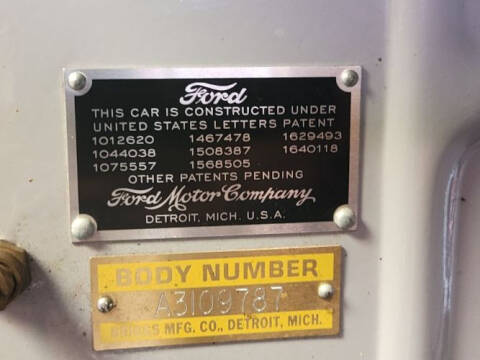 Ford
THIS CAR IS CONSTRUCTED UNDER
UNITED STATES LETTERS PATENT
1012620 1467478 1629493
1044038 1508387 1640118
1075557 1568505
OTHER PATENTS PENDING
Ford Motor Company
DETROIT, MICH. U.S.A.
BODY NUMBER
A3109787
BRIGGS MFG. CO., DETROIT, MICH.